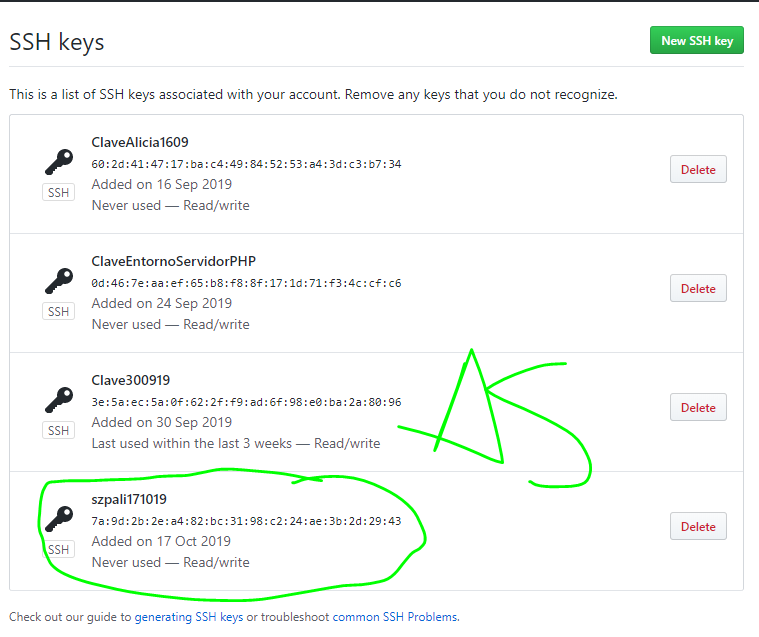 SSH keys
New SSH key
This is a list of SSH keys associated with your account. Remove any keys that you do not recognize.
ClaveAlicia1609
60:2d:41:47:17:ba:c4:49:84:52:53:a4:3d:c3:b7:34
Added on 16 Sep 2019
Never used — Read/write
SSH
Delete
ClaveEntornoServidorPHP
0d:46:7e:aa:ef:65:b8:f8:8f:17:1d:71:f3:4c:cf:c6
Added on 24 Sep 2019
Never used — Read/write
SSH
Delete
Clave300919
3e:5a:ec:5a:0f:62:2f:f9:ad:6f:98:e0:ba:2a:80:96
Added on 30 Sep 2019
Last used within the last 3 weeks — Read/write
SSH
Delete
AS
szpali171019
7a:9d:2b:2e:a4:82:bc:31:98:c2:24:ae:3b:2d:29:43
Added on 17 Oct 2019
Never used — Read/write
SSH
Delete
Check out our guide to generating SSH keys or troubleshoot common SSH Problems.